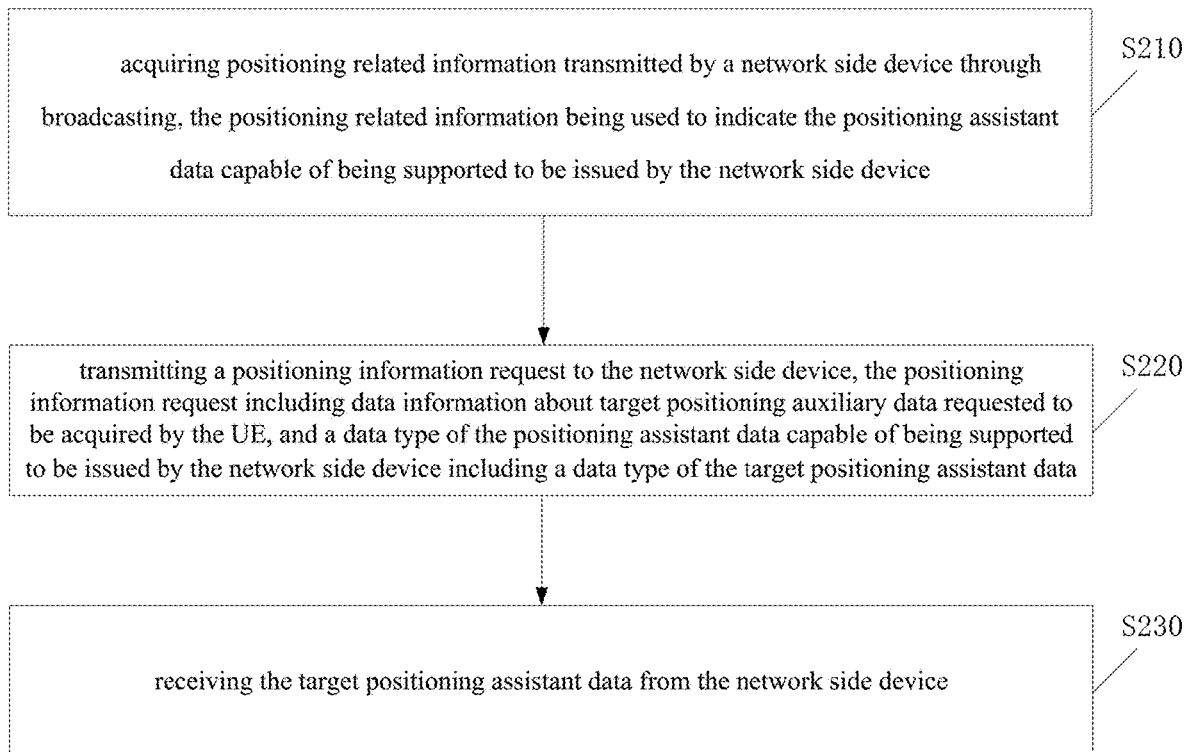 S210
acquiring positioning related information transmitted by a network side device through
broadcasting, the positioning related information being used to indicate the positioning assistant
data capable of being supported to be issued by the network side device
S220
transmitting a positioning information request to the network side device, the positioning
information request including data information about target positioning auxiliary data requested to
be acquired by the UE, and a data type of the positioning assistant data capable of being supported
to be issued by the network side device including a data type of the target positioning assistant data
S230
receiving the target positioning assistant data from the network side device